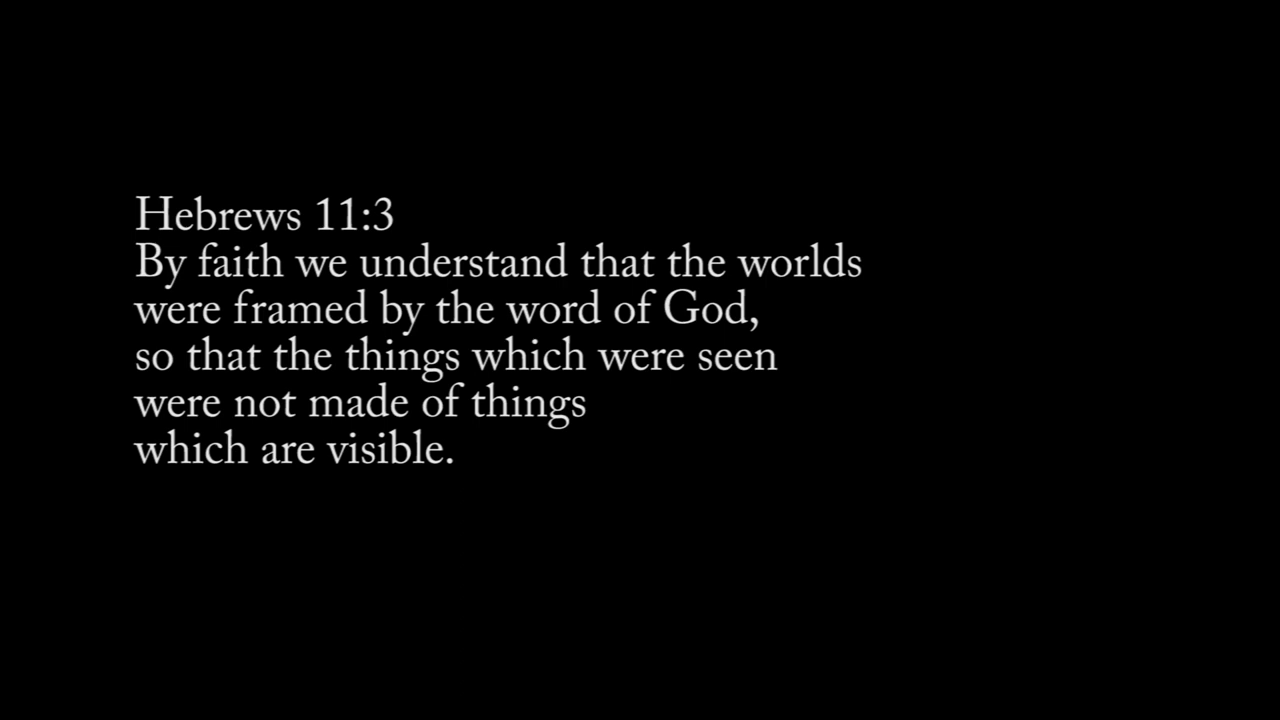 Hebrews 11:3
By faith we understand that the worlds
were framed by the word of God,
so that the things which were seen
were not made of things
which are visible.